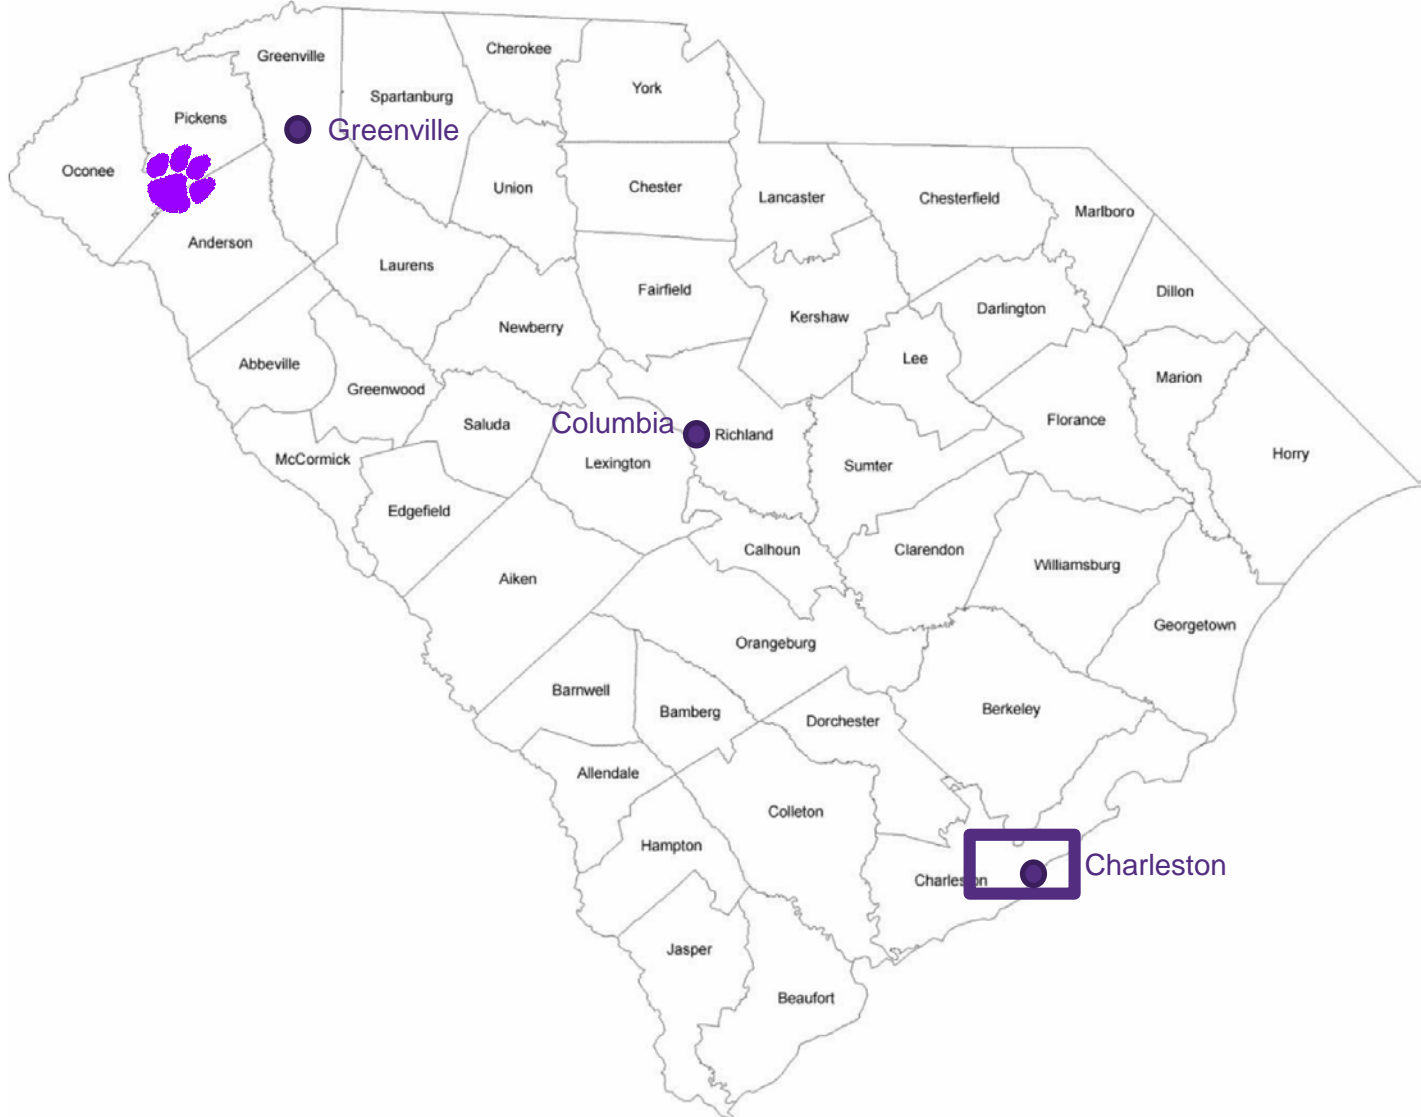 Cherokee
Greenville
York
Spartanburg
Pickens
Greenville
Oconee
Union
Chester
Lancaster
Chesterfield
Marlboro
Anderson
Laurens
Fairfield
Dillon
Darlington
Kershaw
Newberry
Lee
Abbeville
Marion
Greenwood
Florance
Saluda
Columbia
Richland
McCormick
Lexington
Sumter
Horry
Edgefield
Calhoun
Clarendon
Williamsburg
Aiken
Georgetown
Orangeburg
Barnwell
Bamberg
Dorchester
Berkeley
Allendale
Colleton
Hampton
Charleston
Charleston
Jasper
Beaufort